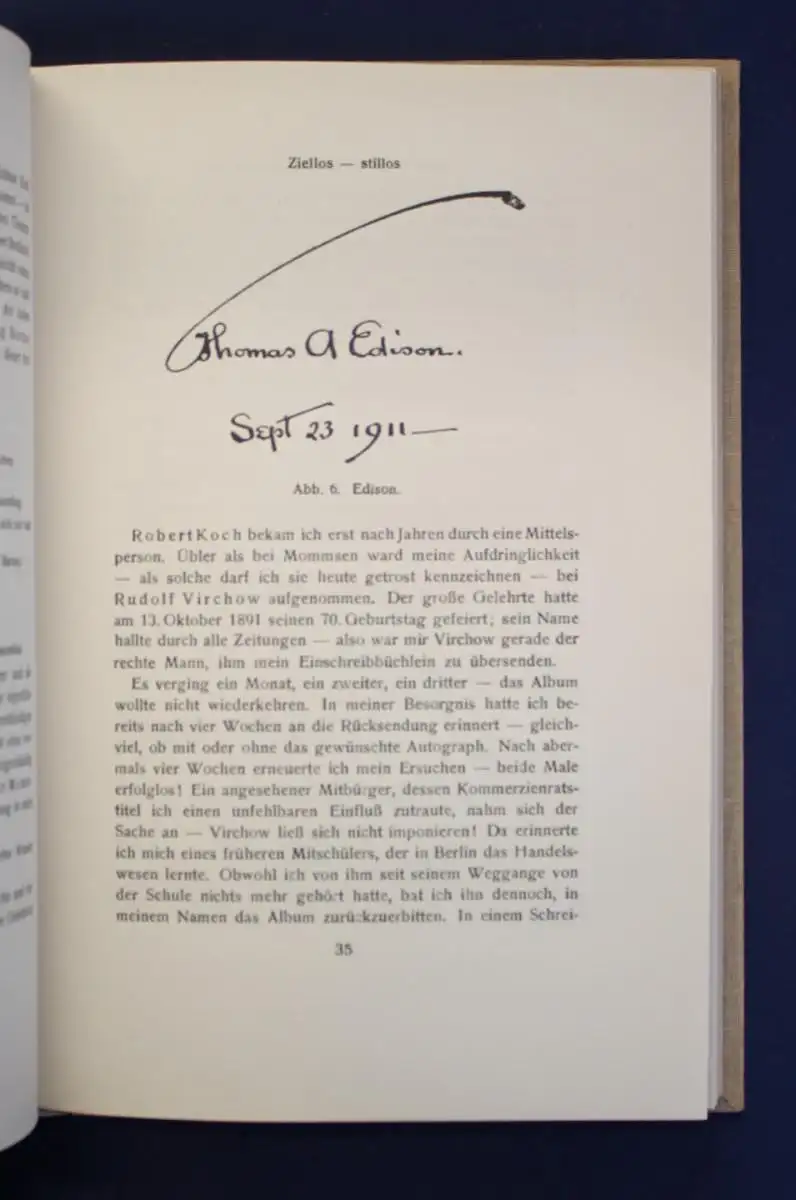 Ziellos — stillos
Thomas A Edison.
Sept 23 1911—
Abb. 6. Edison.
Robert Koch bekam ich erst nach Jahren durch eine Mittels-
person. Übler als bei Mommsen ward meine Aufdringlichkeit
— als solche darf ich sie heute getrost kennzeichnen — bei
Rudolf Virchow aufgenommen. Der große Gelehrte hatte
am 13. Oktober 1891 seinen 70. Geburtstag gefeiert; sein Name
hallte durch alle Zeitungen — also war mir Virchow gerade der
rechte Mann, ihm mein Einschreibbüchlein zu übersenden.
Es verging ein Monat, ein zweiter, ein dritter — das Album
wollte nicht wiederkehren. In meiner Besorgnis hatte ich be-
reits nach vier Wochen an die Rücksendung erinnert — gleich-
viel, ob mit oder ohne das gewünschte Autograph. Nach aber-
mals vier Wochen erneuerte ich mein Ersuchen — beide Male
erfolglos! Ein angesehener Mitbürger, dessen Kommerzienrats-
titel ich einen unfehlbaren Einfluß zutraute, nahm sich der
Sache an — Virchow ließ sich nicht imponieren! Da erinnerte
ich mich eines früheren Mitschülers, der in Berlin das Handels-
wesen lernte. Obwohl ich von ihm seit seinem Weggange von
der Schule nichts mehr gehört hatte, bat ich ihn dennoch, in
meinem Namen das Album zurückzuerbitten. In einem Schrei-
35